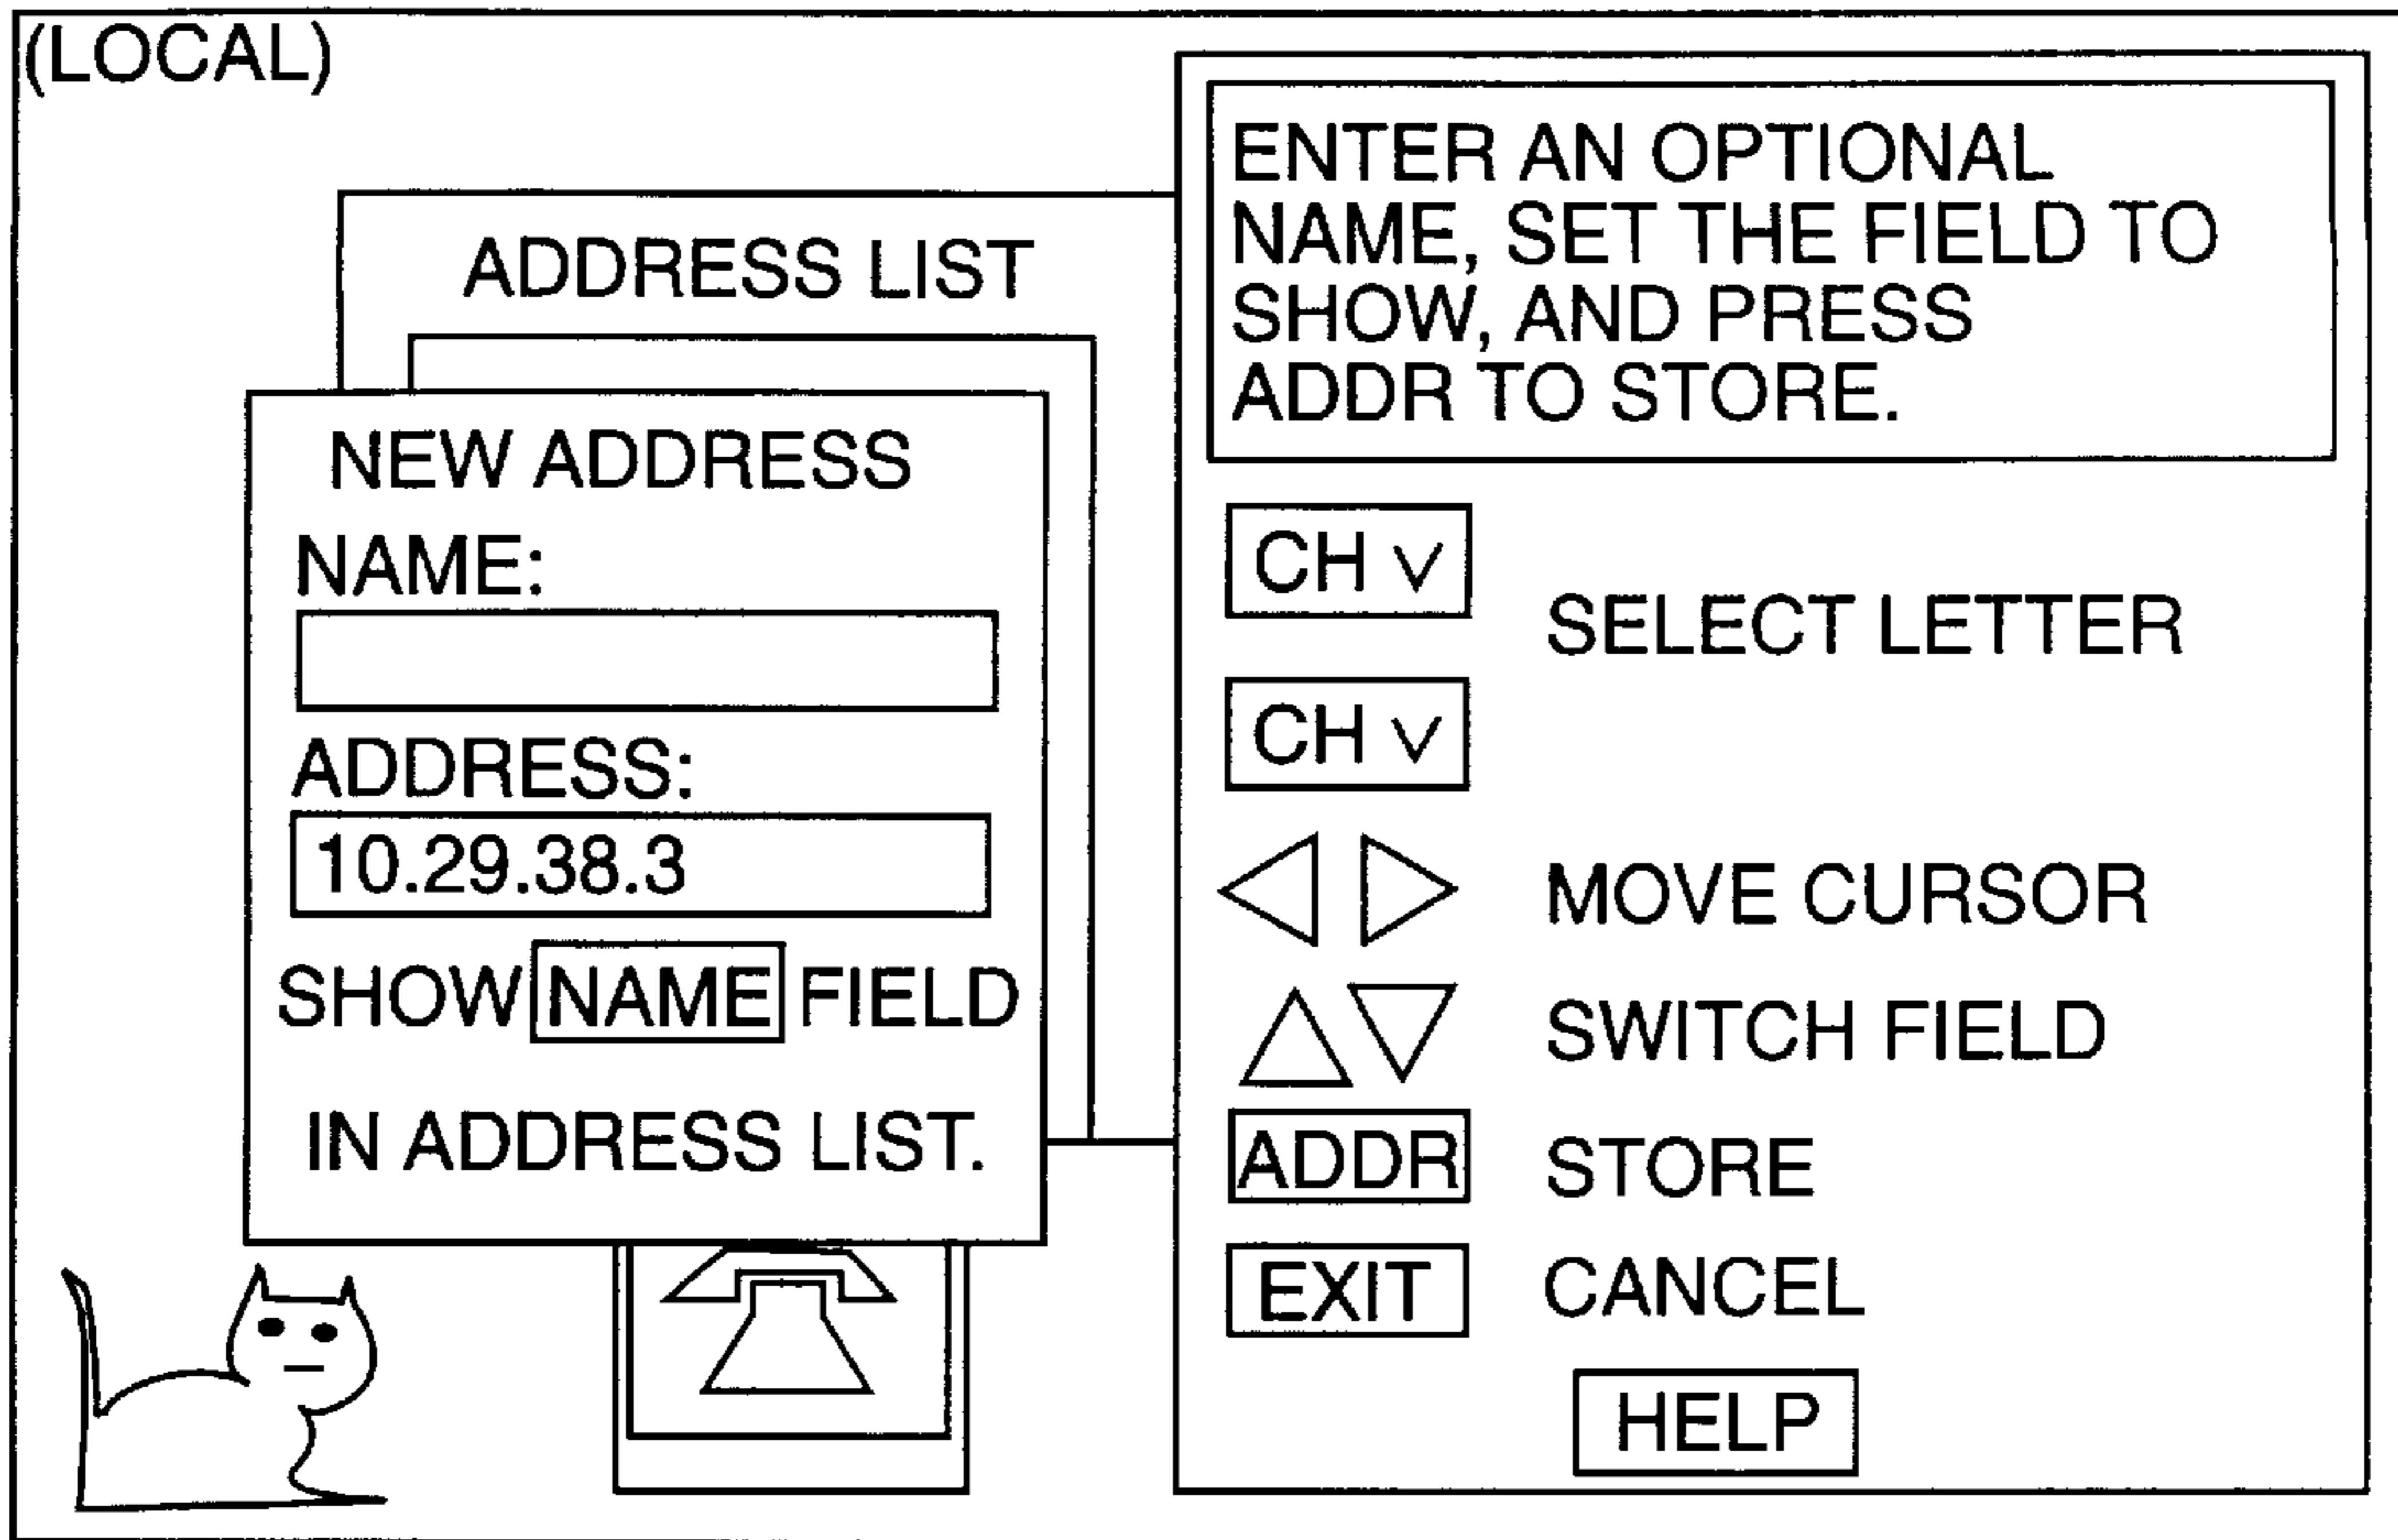 (LOCAL)
ADDRESS LIST
NEW ADDRESS
NAME:
ADDRESS:
10.29.38.3
SHOW NAME FIELD
IN ADDRESS LIST.
ENTER AN OPTIONAL
NAME, SET THE FIELD TO
SHOW, AND PRESS
ADDR TO STORE.
CH ∨
SELECT LETTER
CH ∨
MOVE CURSOR
SWITCH FIELD
ADDR STORE
EXIT CANCEL
HELP